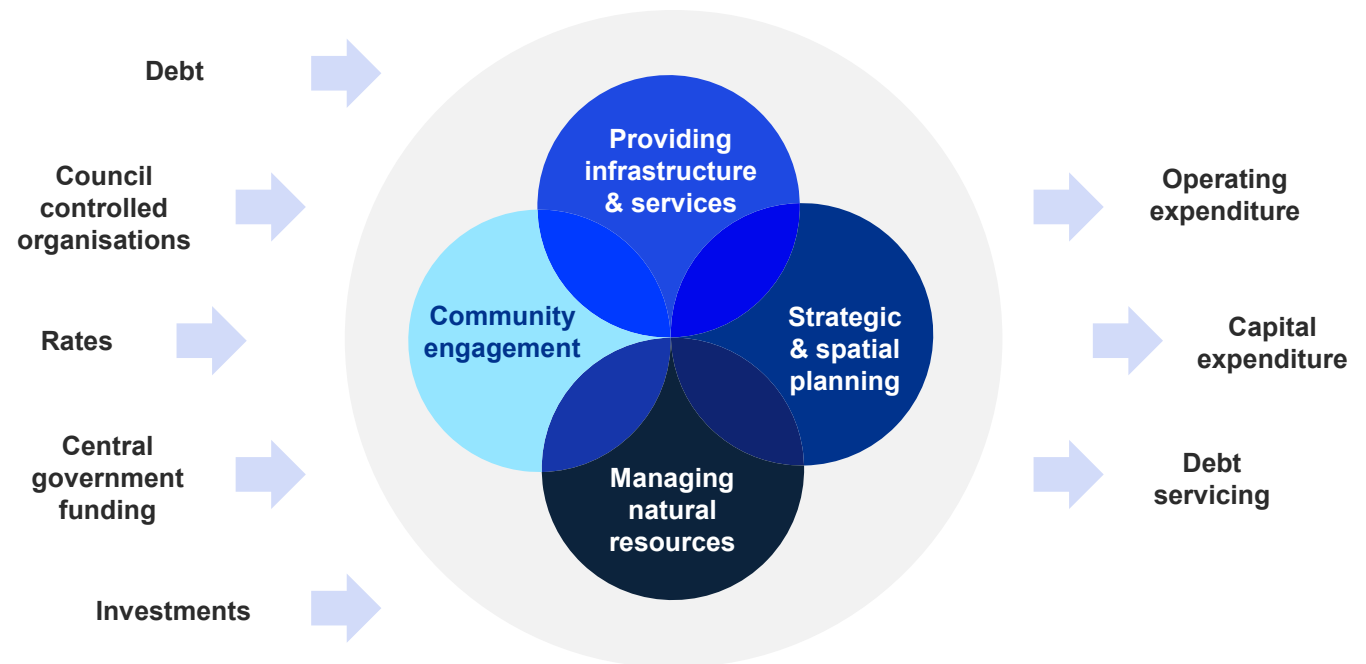 Debt
Council
controlled
organisations
Rates
Central
government
funding
Investments
Providing
infrastructure
& services
Community
engagement
Strategic
& spatial
planning
Managing
natural
resources
Operating
expenditure
Capital
expenditure
Debt
servicing